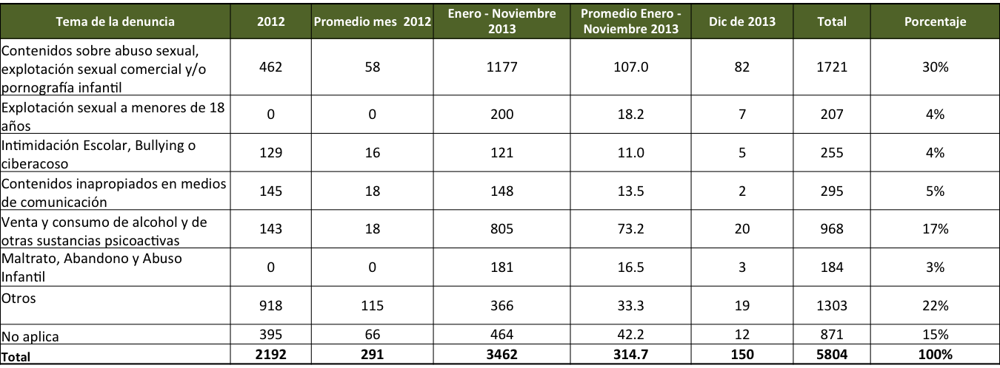 Tema de la denuncia 2012 Promedio mes 2012 Enero - Noviembre 2013 Promedio Enero - Noviembre 2013 Dic de 2013 Total Porcentaje
Contenidos sobre abuso sexual,
explotación sexual comercial y/o
pornografía infantil 462 58 1177 107.0 82 1721 30%
Explotación sexual a menores de 18
años 0 0 200 18.2 7 207 4%
Intimidación Escolar, Bullying o
ciberacoso 129 16 121 11.0 5 255 4%
Contenidos inapropiados en medios
de comunicación 145 18 148 13.5 2 295 5%
Venta y consumo de alcohol y de
otras sustancias psicoactivas 143 18 805 73.2 20 968 17%
Maltrato, Abandono y Abuso
Infantil 0 0 181 16.5 3 184 3%
Otros 918 115 366 33.3 19 1303 22%
No aplica 395 66 464 42.2 12 871 15%
Total 2192 291 3462 314.7 150 5804 100%